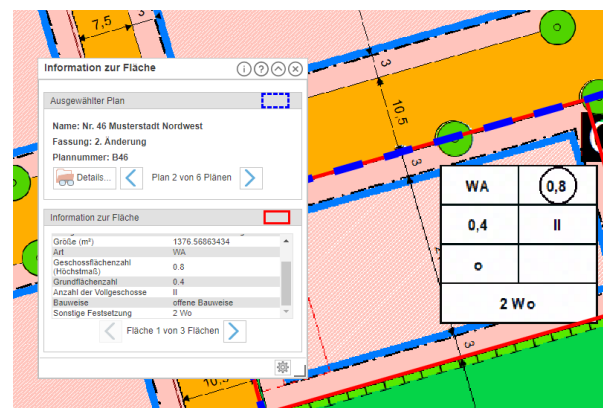 7,5
3
Information zur Fläche
Ausgewählter Plan
Name: Nr. 46 Musterstadt
Nordwest
Fassung: 2. Änderung
Plannummer: B46
Details...
Plan 2 von 6 Plänen
Information zur Fläche
Größe (m²) 1376.56863434
Art WA
Geschossflächenzahl
(Höchstmaß) 0.8
Grundflächenzahl 0.4
Anzahl der Vollgeschosse II
Bauweise offene Bauweise
Sonstige Festsetzung 2 Wo
Fläche 1 von 3 Flächen
3
10,5
3
WA 0,8
0,4 II
o
2 Wo
3